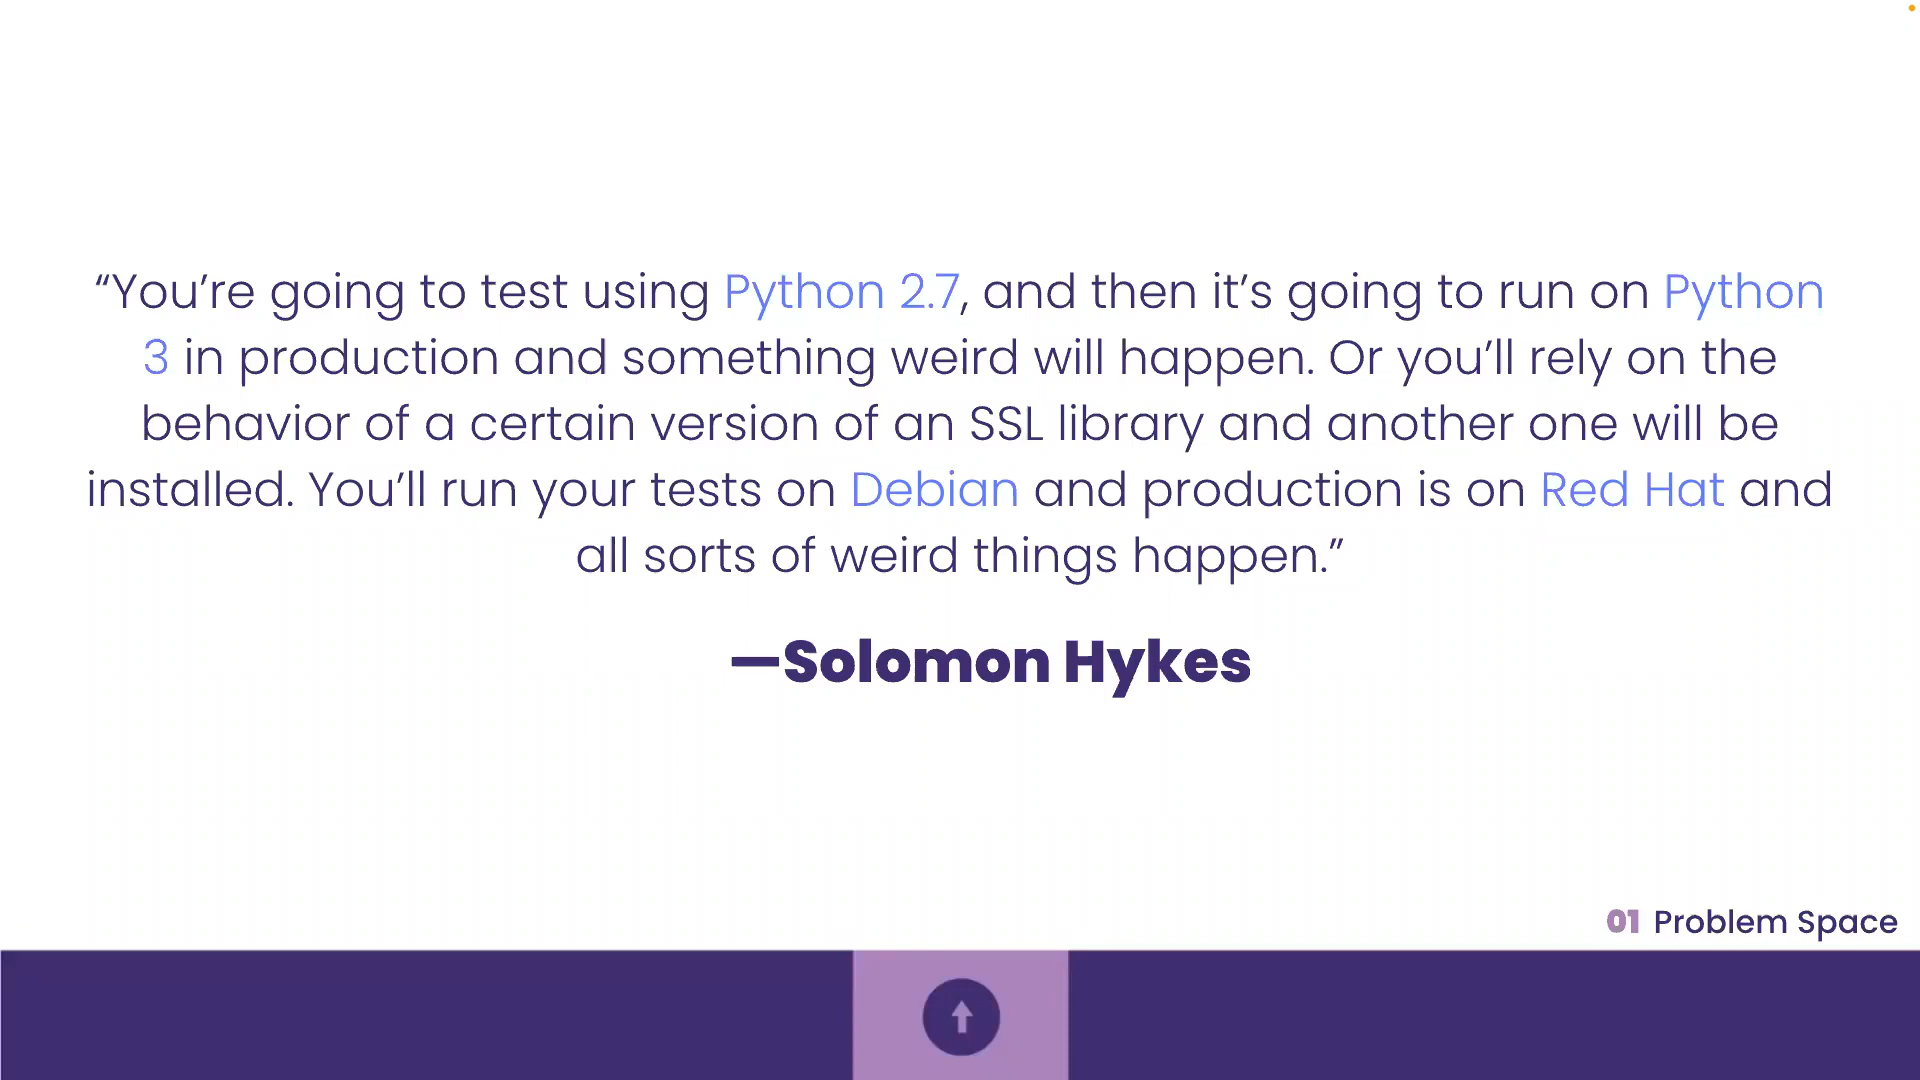 “You’re going to test using Python 2.7, and then it’s going to run on Python
3 in production and something weird will happen. Or you’ll rely on the
behavior of a certain version of an SSL library and another one will be
installed. You’ll run your tests on Debian and production is on Red Hat and
all sorts of weird things happen.”
—Solomon Hykes
01 Problem Space